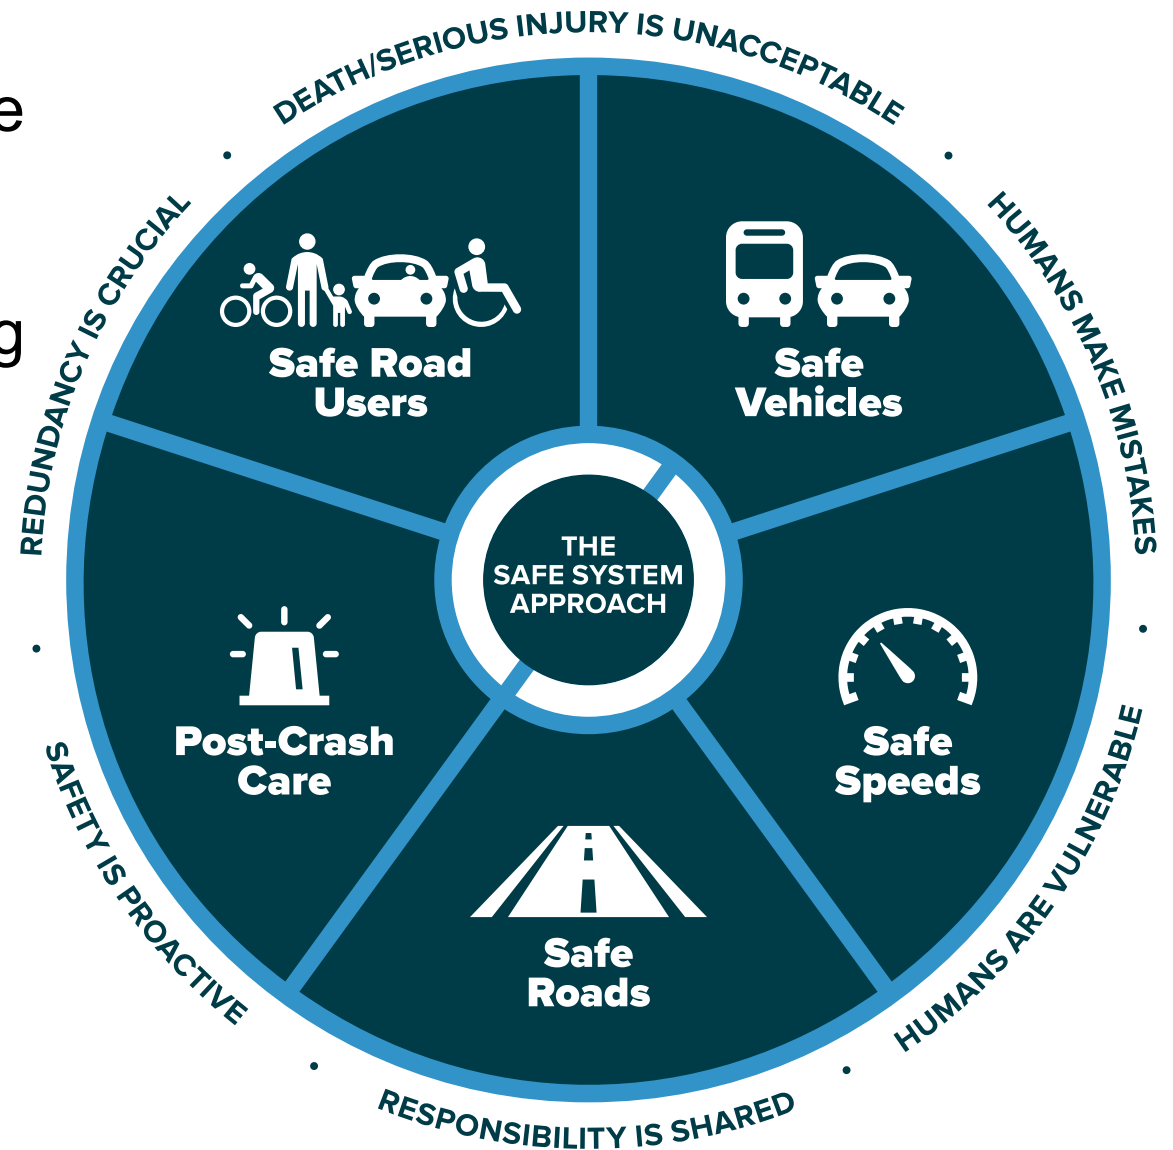 DEATH/SERIOUS INJURY IS UNACCEPTABLE
HUMANS MAKE MISTAKES
HUMANS ARE VULNERABLE
RESPONSIBILITY IS SHARED
SAFETY IS PROACTIVE
REDUNDANCY IS CRUCIAL
e
g
Safe Road
Users
Safe
Vehicles
THE
SAFE SYSTEM
APPROACH
Post-Crash
Care
Safe
Speeds
Safe
Roads